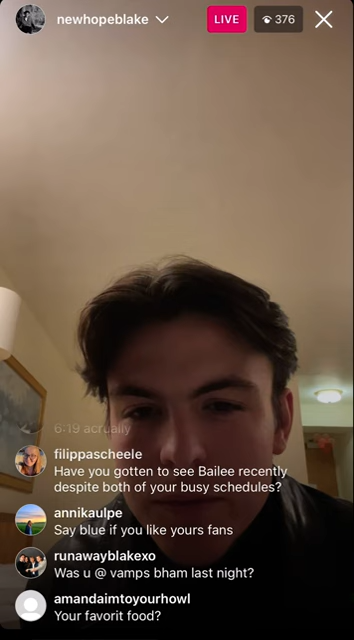 newhopeblake
LIVE
376
6:19 acrually
filippascheele
Have you gotten to see Bailee recently
despite both of your busy schedules?
annikaulpe
Say blue if you like yours fans
runawayblakexo
Was u @ vamps bham last night?
amandaimtoyourhowl
Your favorit food?